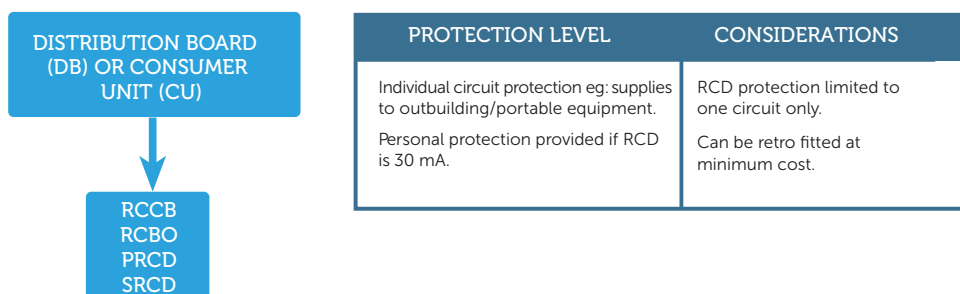 DISTRIBUTION BOARD
(DB) OR CONSUMER
UNIT (CU)
RCCB
RCBO
PRCD
SRCD
PROTECTION LEVEL
CONSIDERATIONS
Individual circuit protection eg: supplies
to outbuilding/portable equipment.
Personal protection provided if RCD
is 30 mA.
RCD protection limited to
one circuit only.
Can be retro fitted at
minimum cost.